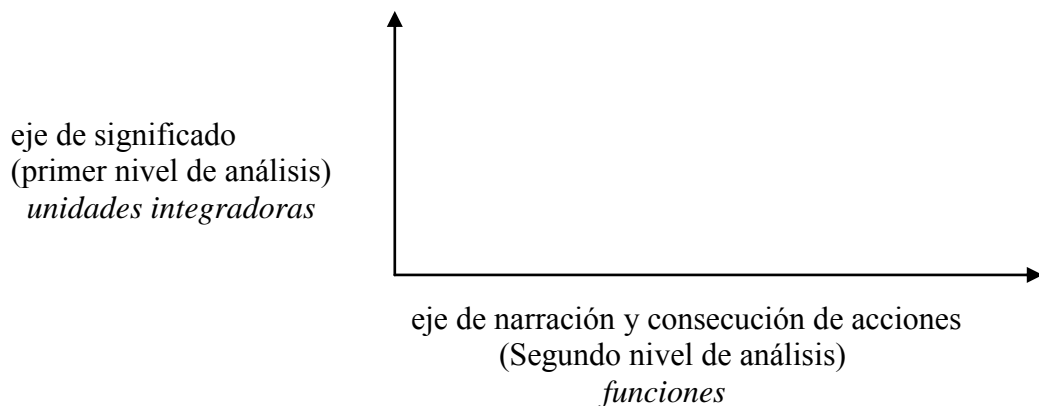 eje de significado
(primer nivel de análisis)
unidades integradoras
eje de narración y consecución de acciones
(Segundo nivel de análisis)
funciones